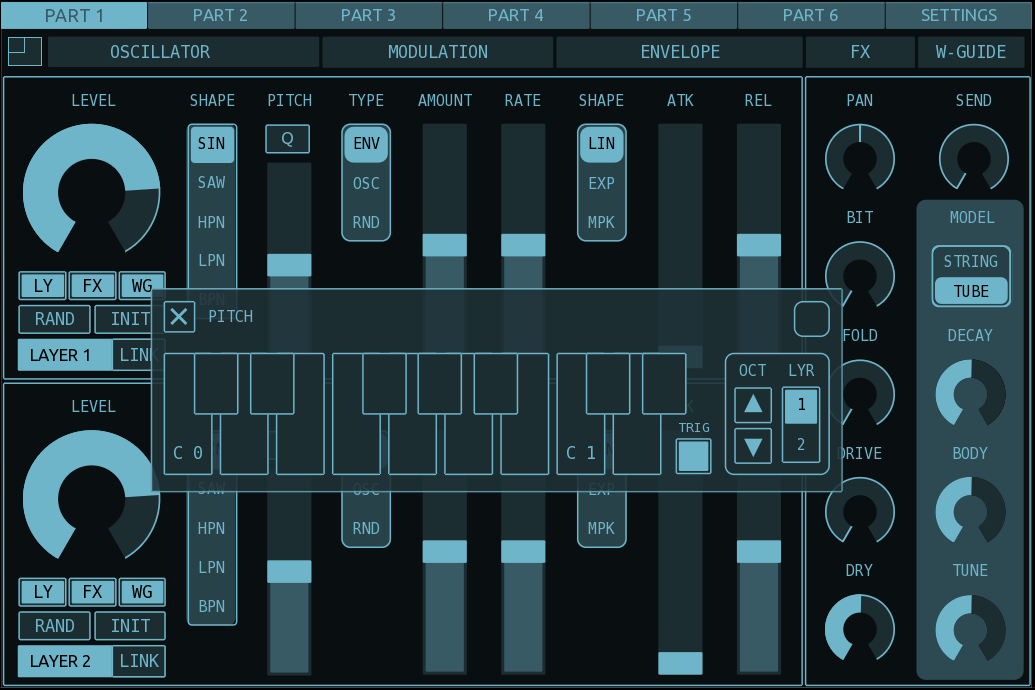 PART 1 PART 2 PART 3 PART 4 PART 5 PART 6 SETTINGS
OSCILLATOR MODULATION ENVELOPE FX W-GUIDE
LEVEL SHAPE PITCH TYPE AMOUNT RATE SHAPE ATK REL PAN SEND
SIN Q ENV LIN
SAW OSC EXP
HPN RND MPK
BIT MODEL
LPN STRING
LY FX WG TUBE
BPN
RAND INIT PITCH
FOLD DECAY
LAYER 1 LINK
OCT LYR
LEVEL 1
TRIG
C 0 C 1 2
DRIVE BODY
SAW OSC EXP
HPN RND MPK
LPN
DRY TUNE
LY FX WG
BPN
RAND INIT
LAYER 2 LINK